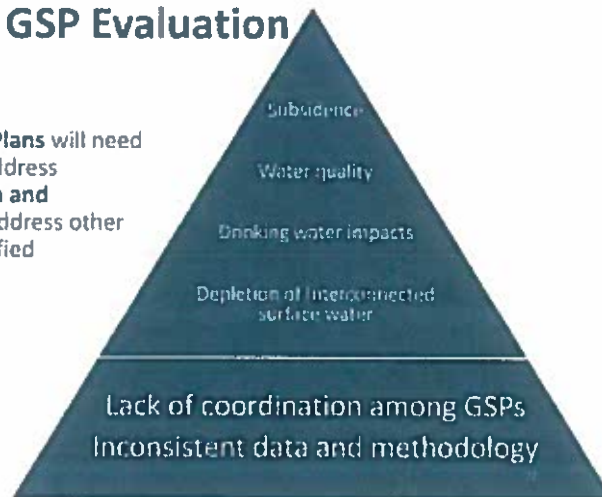 GSP Evaluation
Plans will need
dress
and
ddress other
fied
Subsidence
Water quality
Drinking water impacts
Depletion of interconnected
surface water
Lack of coordination among GSPs
Inconsistent data and methodology